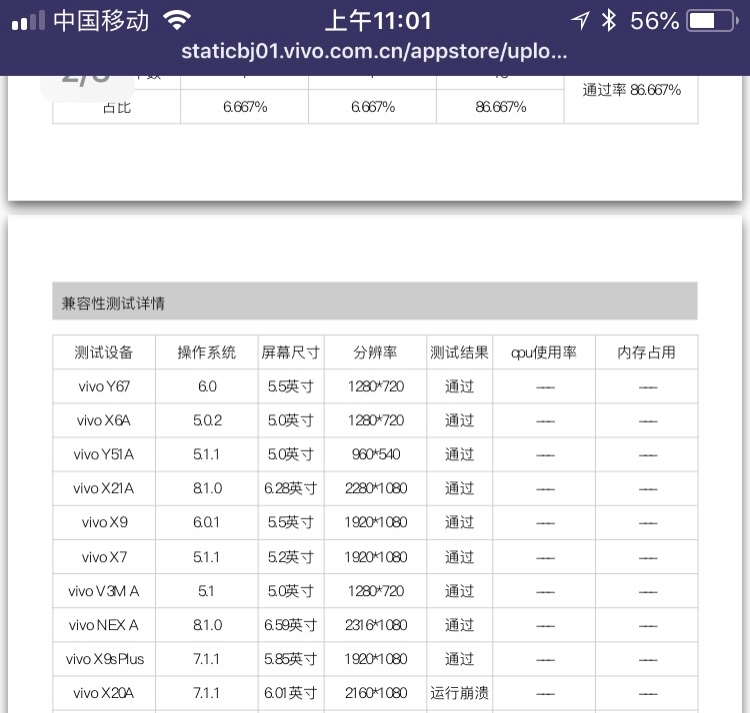 中国移动 上午11:01 56%
staticbj01.vivo.com.cn/appstore/uplo...
通过率 86.667%
占比 6.667% 6.667% 86.667%
兼容性测试详情
测试设备 操作系统 屏幕尺寸 分辨率 测试结果 cpu使用率 内存占用
vivo Y67 6.0 5.5英寸 1280*720 通过 —— ——
vivo X6A 5.0.2 5.0英寸 1280*720 通过 —— ——
vivo Y51A 5.1.1 5.0英寸 960*540 通过 —— ——
vivo X21A 8.1.0 6.28英寸 2280*1080 通过 —— ——
vivo X9 6.0.1 5.5英寸 1920*1080 通过 —— ——
vivo X7 5.1.1 5.2英寸 1920*1080 通过 —— ——
vivo V3M A 5.1 5.0英寸 1280*720 通过 —— ——
vivo NEX A 8.1.0 6.59英寸 2316*1080 通过 —— ——
vivo X9sPlus 7.1.1 5.85英寸 1920*1080 通过 —— ——
vivo X20A 7.1.1 6.01英寸 2160*1080 运行崩溃 —— ——